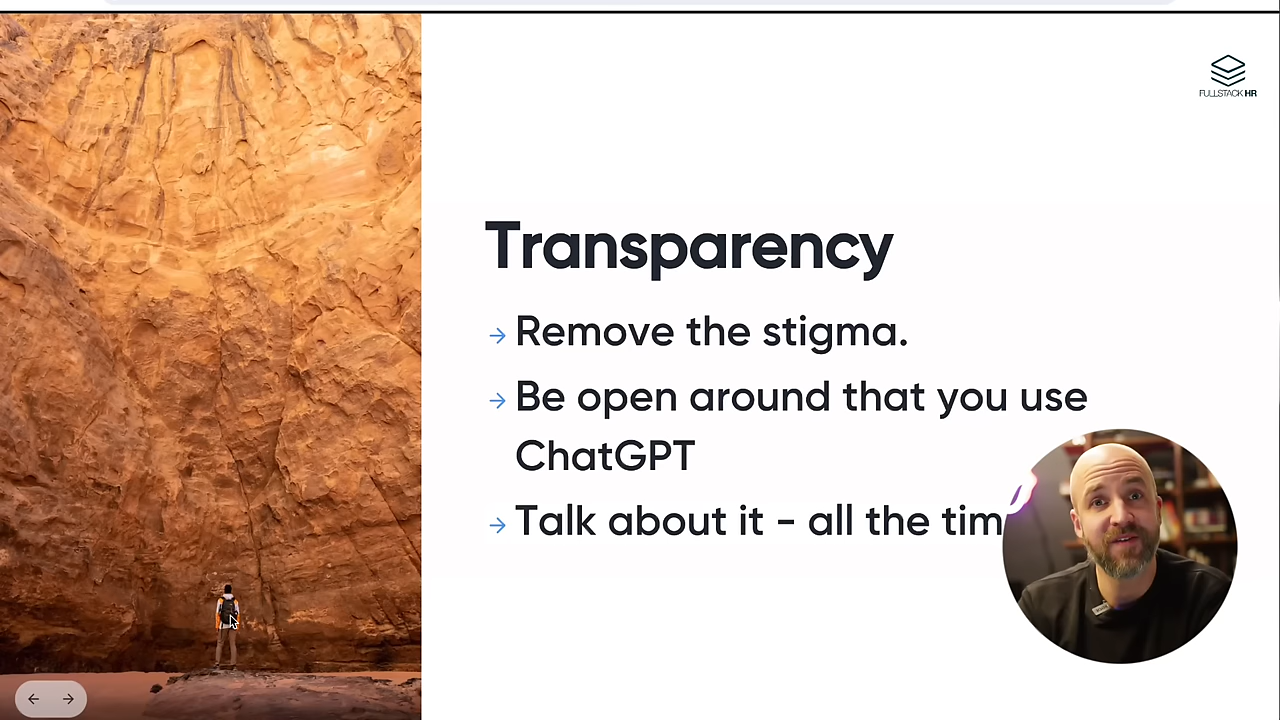 FULLSTACK HR
Transparency
→ Remove the stigma.
→ Be open around that you use
ChatGPT
→ Talk about it - all the tim